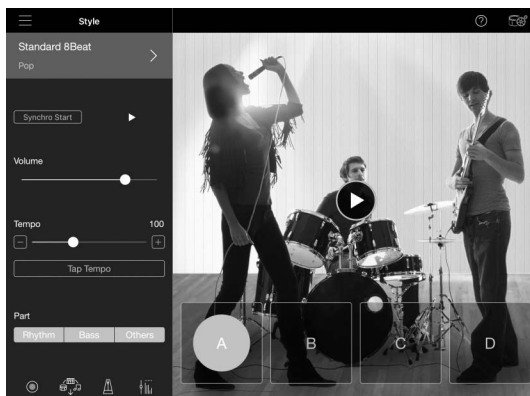 Style
Standard 8Beat
Pop
Synchro Start
Volume
Tempo 100
Tap Tempo
Part
Rhythm Bass Others
A B C D